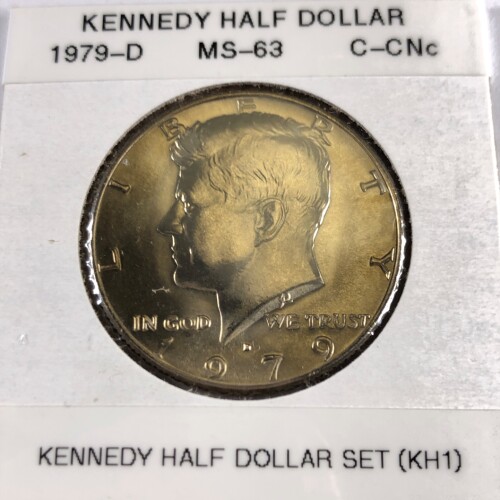 KENNEDY HALF DOLLAR
1979-D MS-63 C-CNc
LIBERTY
IN GOD WE TRUST
D
1979
KENNEDY HALF DOLLAR SET (KH1)